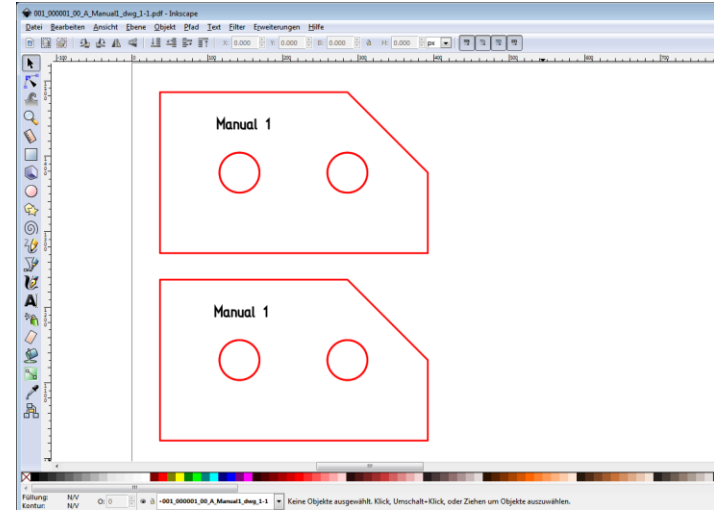 001_000001_00_A_Manual1_dwg_1-1.pdf - Inkscape
Datei Bearbeiten Ansicht Ebene Objekt Pfad Text Filter Erweiterungen Hilfe
X: 0.000 Y: 0.000 B: 0.000 H: 0.000 px
Manual 1
Manual 1
Füllung: N/V
Kontur: N/V
O: 0
-001_000001_00_A_Manual1_dwg_1-1
Keine Objekte ausgewählt. Klick, Umschalt+Klick, oder Ziehen um Objekte auszuwählen.